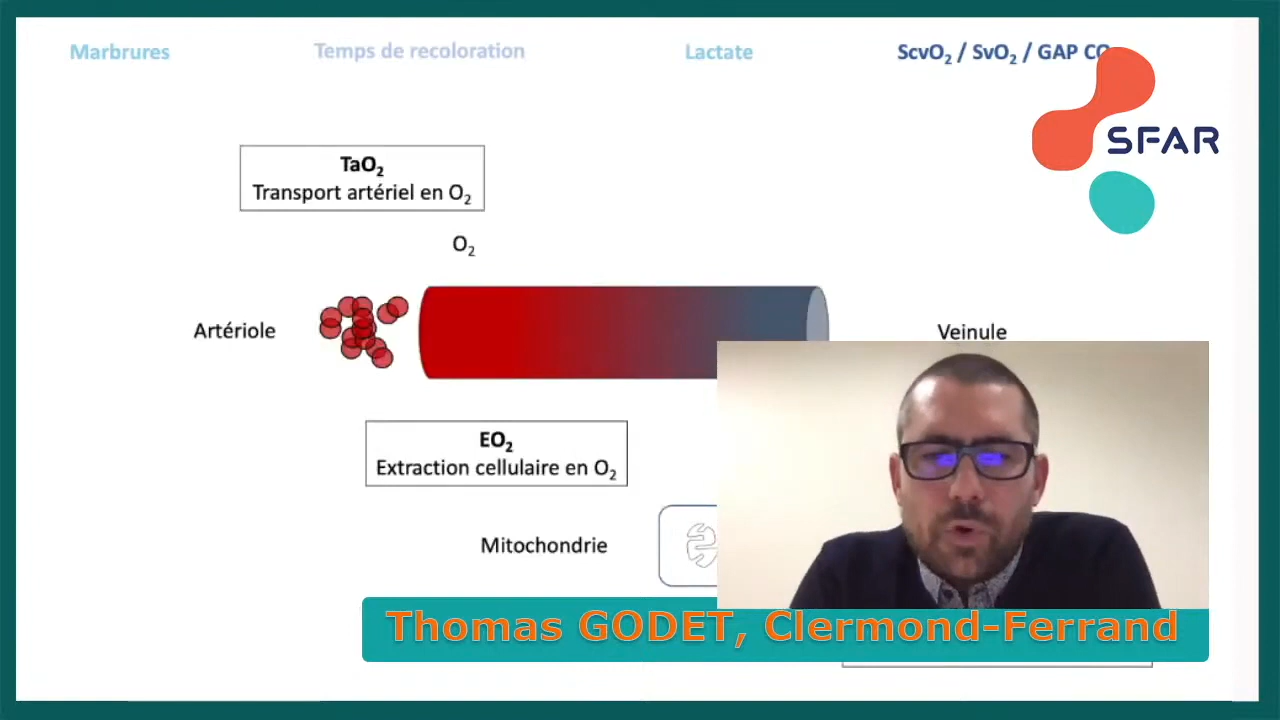 Marbrures
Temps de recoloration
Lactate
ScvO₂ / SvO₂ / GAP CO
SFAR
TaO₂
Transport artériel en O₂
O₂
Artériole
Veinule
EO₂
Extraction cellulaire en O₂
Mitochondrie
Thomas GODET, Clermond-Ferrand